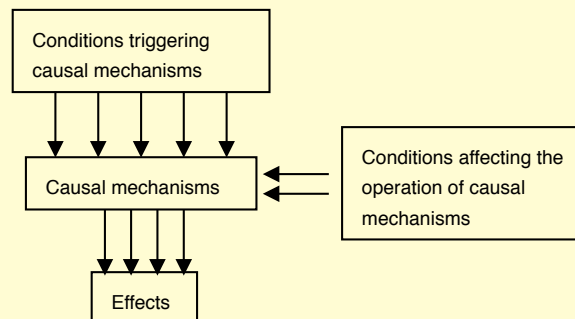 Conditions triggering
causal mechanisms
Causal mechanisms
Conditions affecting the
operation of causal
mechanisms
Effects